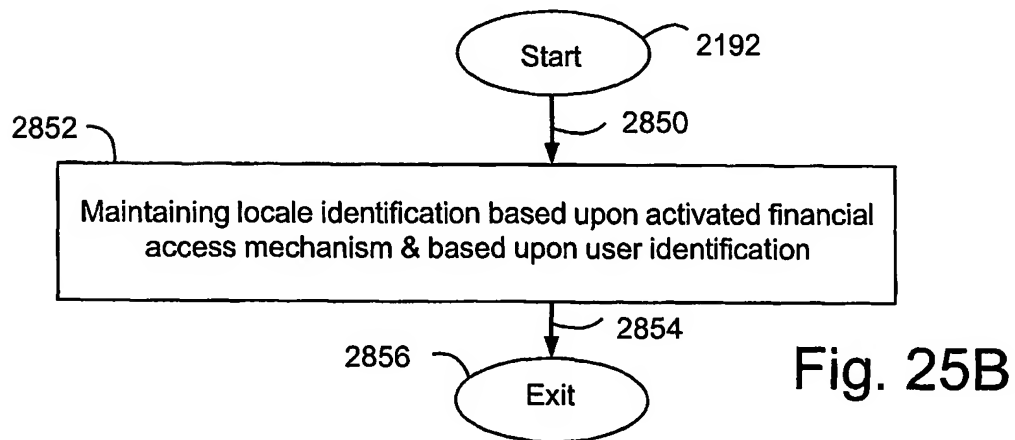 Start
2192
2850
2852
Maintaining locale identification based upon activated financial
access mechanism & based upon user identification
2854
2856
Exit
Fig. 25B